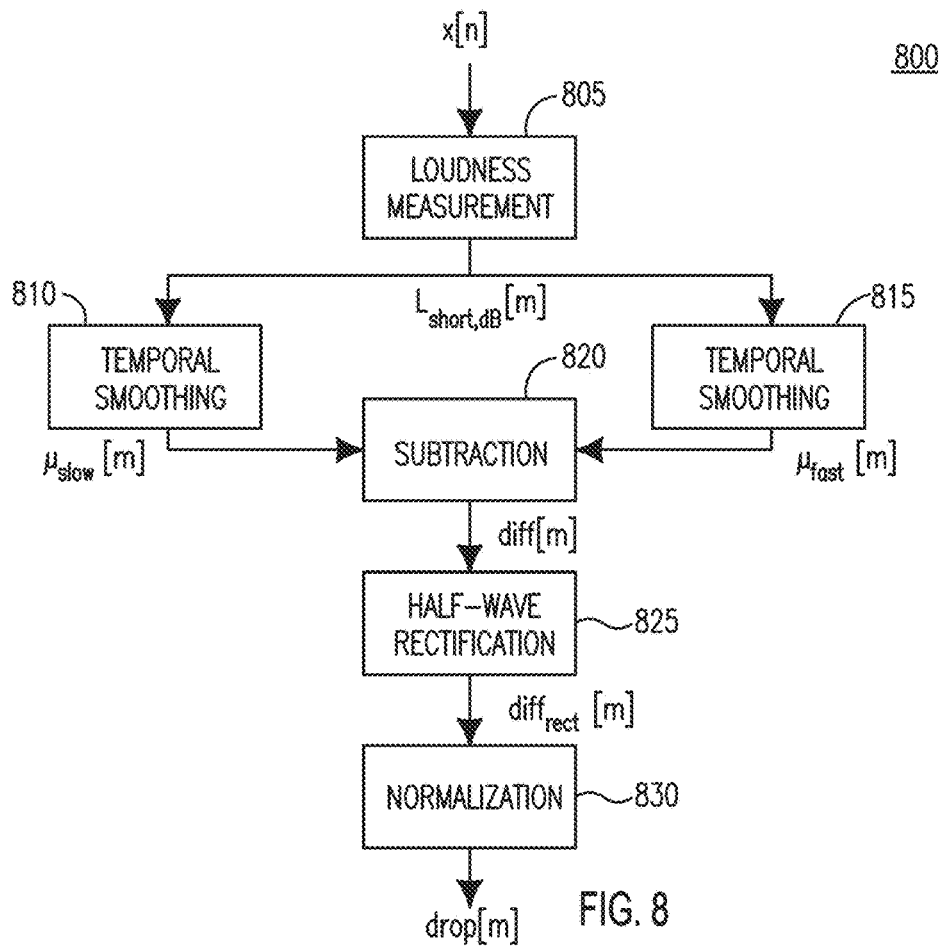 x[n]
800
805
LOUDNESS
MEASUREMENT
810
L_short,dB[m]
815
TEMPORAL
SMOOTHING
820
TEMPORAL
SMOOTHING
μ_slow [m]
SUBTRACTION
μ_fast [m]
diff[m]
HALF-WAVE
RECTIFICATION
825
diff_rect [m]
NORMALIZATION
830
drop[m]
FIG. 8